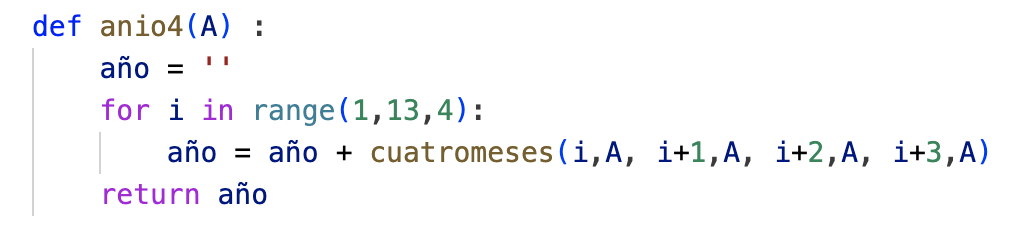 def anio4(A) :
año = ''
for i in range(1,13,4):
año = año + cuatromeses(i,A, i+1,A, i+2,A, i+3,A)
return año